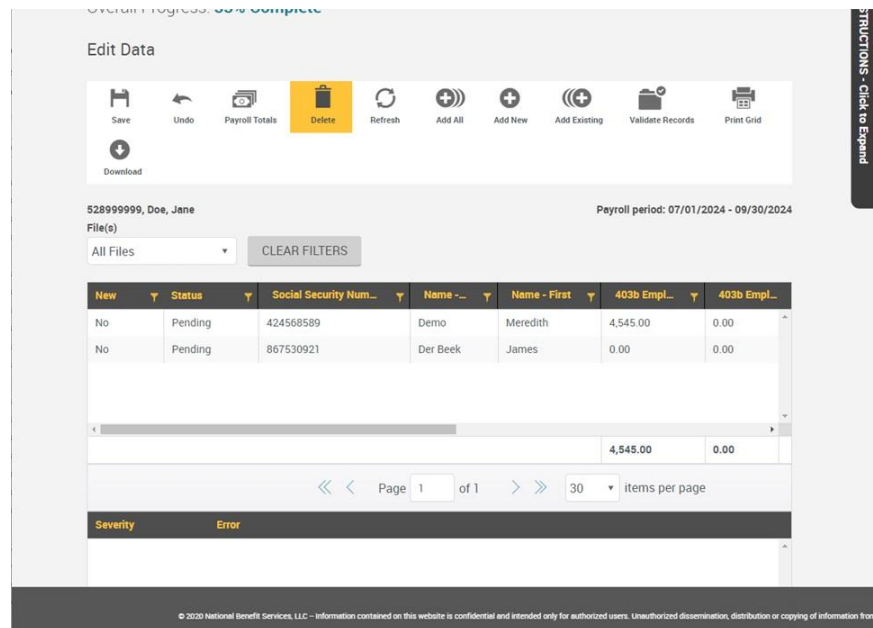 Overall Progress: 33% Complete
Edit Data
Save Undo Payroll Totals Delete Refresh Add All Add New Add Existing Validate Records Print Grid
Download
528999999, Doe, Jane Payroll period: 07/01/2024 - 09/30/2024
File(s)
All Files CLEAR FILTERS
New Status Social Security Num... Name -... Name - First 403b Empl... 403b Empl...
No Pending 424568589 Demo Meredith 4,545.00 0.00
No Pending 867530921 Der Beek James 0.00 0.00
4,545.00 0.00
Page 1 of 1 30 items per page
Severity Error
© 2020 National Benefit Services, LLC – Information contained on this website is confidential and intended only for authorized users. Unauthorized dissemination, distribution or copying of information from
STRUCTIONS - Click to Expand